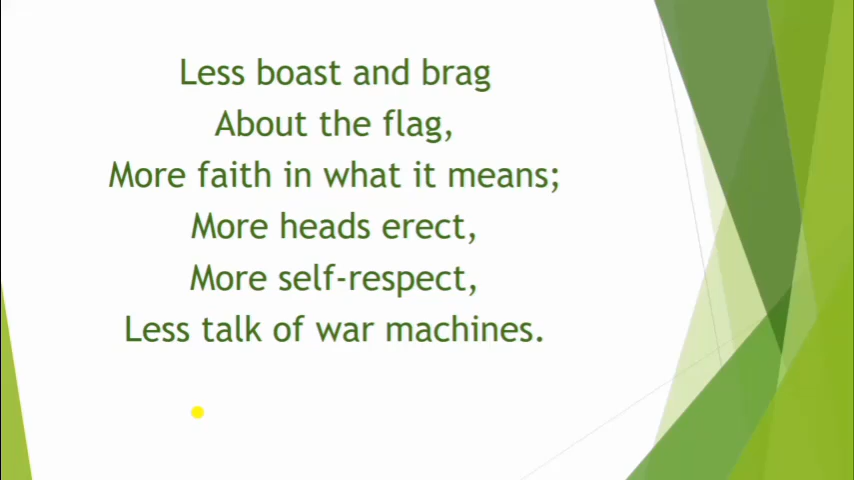 Less boast and brag
About the flag,
More faith in what it means;
More heads erect,
More self-respect,
Less talk of war machines.